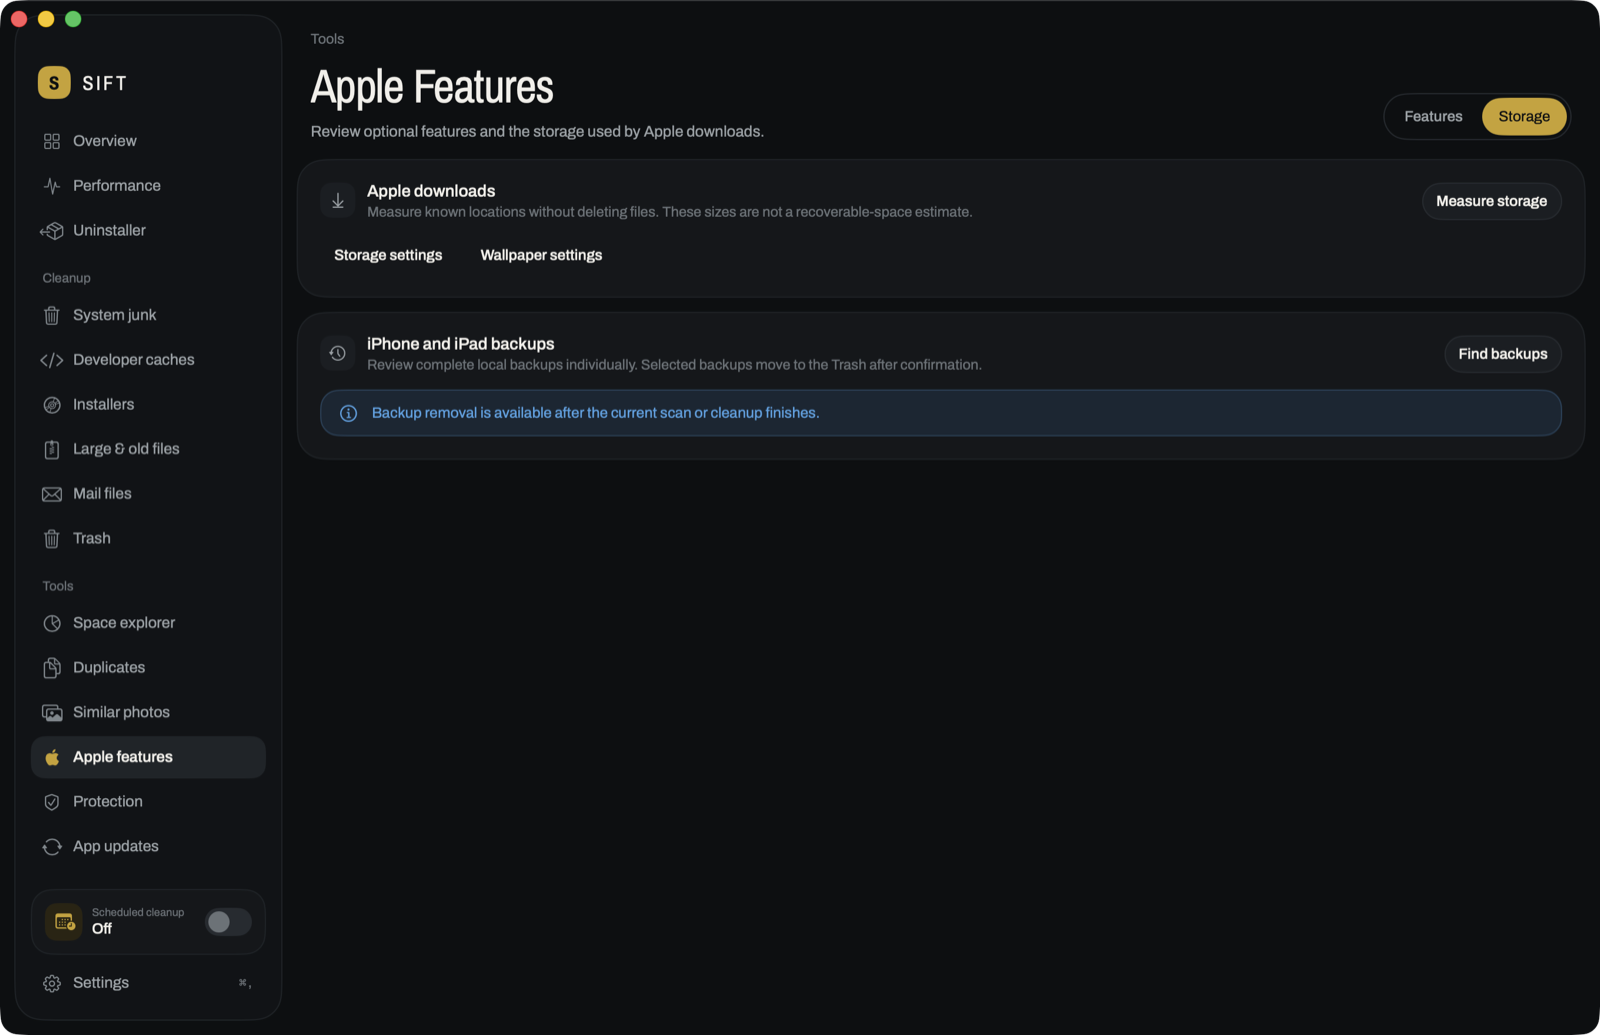 S SIFT
Overview
Performance
Uninstaller
Cleanup
System junk
Developer caches
Installers
Large & old files
Mail files
Trash
Tools
Space explorer
Duplicates
Similar photos
Apple features
Protection
App updates
Scheduled cleanup
Off
Settings ⌘ ,
Tools
Apple Features
Review optional features and the storage used by Apple downloads.
Features Storage
Apple downloads
Measure known locations without deleting files. These sizes are not a recoverable-space estimate.
Measure storage
Storage settings Wallpaper settings
iPhone and iPad backups
Review complete local backups individually. Selected backups move to the Trash after confirmation.
Find backups
Backup removal is available after the current scan or cleanup finishes.